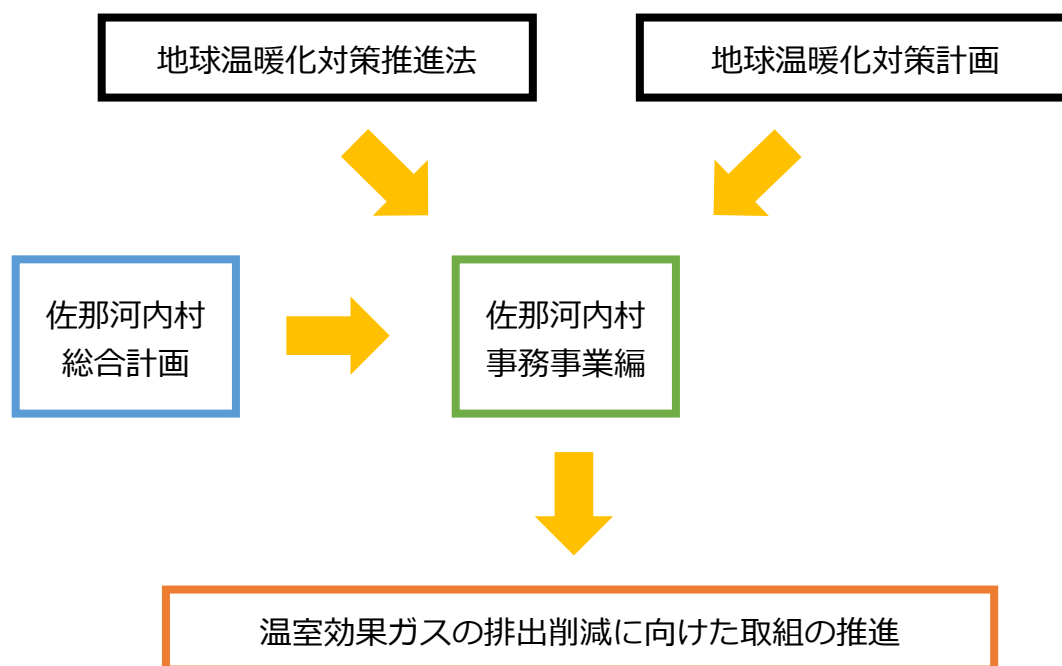 地球温暖化対策推進法
地球温暖化対策計画
佐那河内村
総合計画
佐那河内村
事務事業編
温室効果ガスの排出削減に向けた取組の推進